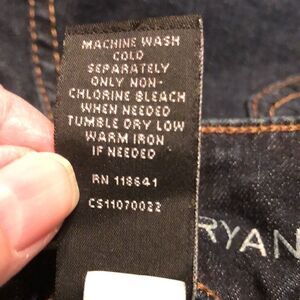 MACHINE WASH
COLD
SEPARATELY
ONLY NON-
CHLORINE BLEACH
WHEN NEEDED
TUMBLE DRY LOW
WARM IRON
IF NEEDED
RN 118641
CS11070022
RYAN